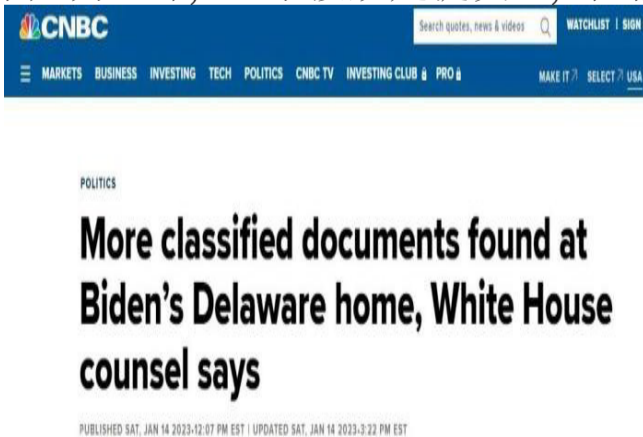 CNBC
Search quotes, news & videos
WATCHLIST | SIGN
MARKETS BUSINESS INVESTING TECH POLITICS CNBC TV INVESTING CLUB PRO
MAKE IT SELECT USA
POLITICS
More classified documents found at
Biden's Delaware home, White House
counsel says
PUBLISHED SAT, JAN 14 2023•12:07 PM EST | UPDATED SAT, JAN 14 2023•3:22 PM EST